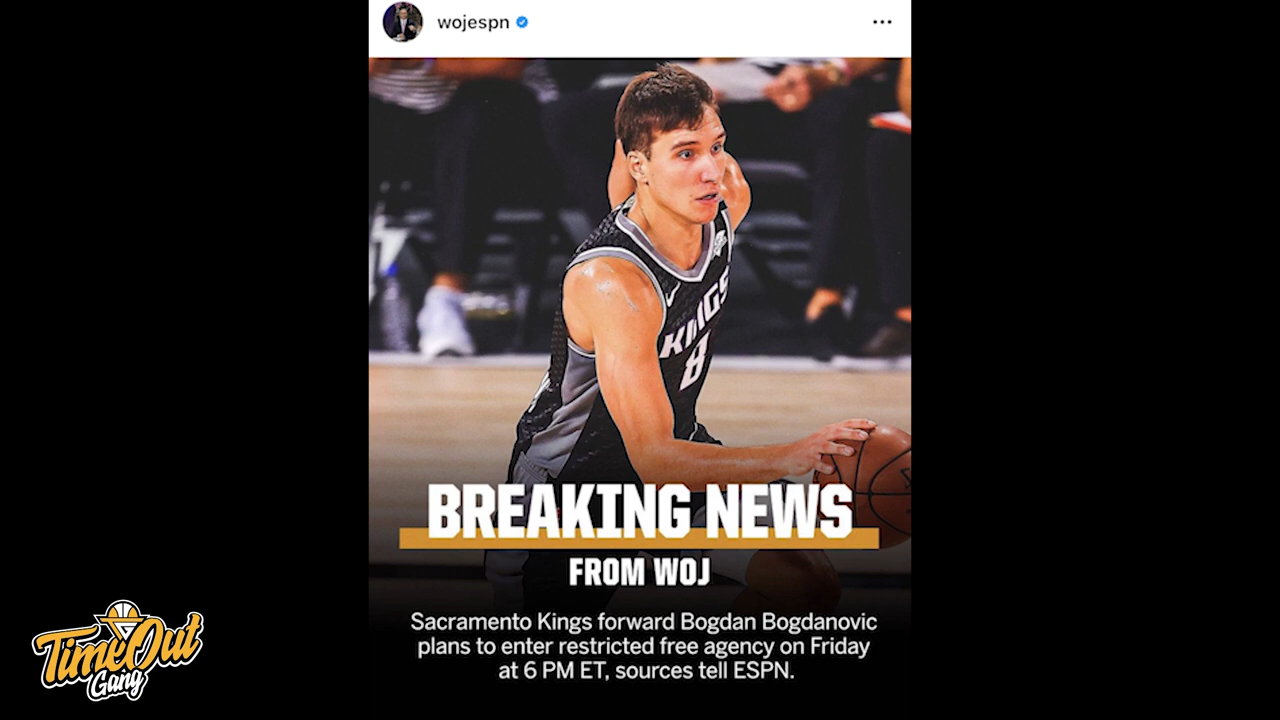 wojespn
KINGS
8
BREAKING NEWS
FROM WOJ
Sacramento Kings forward Bogdan Bogdanovic
plans to enter restricted free agency on Friday
at 6 PM ET, sources tell ESPN.
TimeOut
Gang